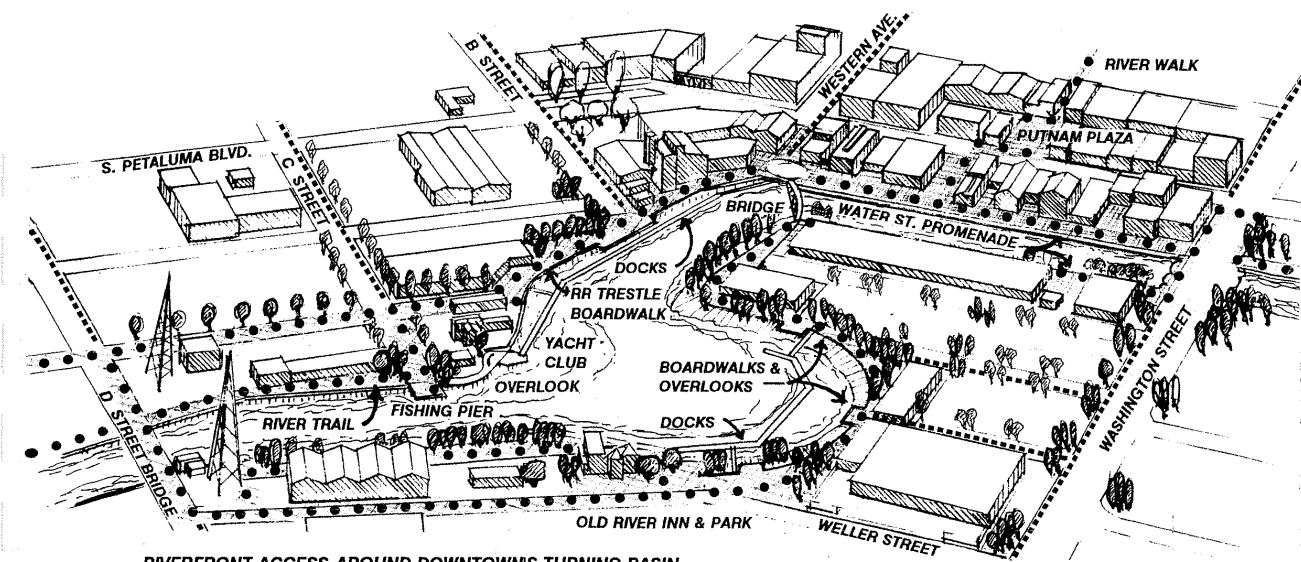 B STREET
WESTERN AVE.
RIVER WALK
PUTNAM PLAZA
S. PETALUMA BLVD.
C STREET
BRIDGE
WATER ST. PROMENADE
DOCKS
RR TRESTLE
BOARDWALK
YACHT
CLUB
OVERLOOK
BOARDWALKS &
OVERLOOKS
WASHINGTON STREET
FISHING PIER
RIVER TRAIL
DOCKS
D STREET BRIDGE
OLD RIVER INN & PARK
WELLER STREET
RIVERFRONT ACCESS AROUND DOWNTOWN'S TURNING BASIN